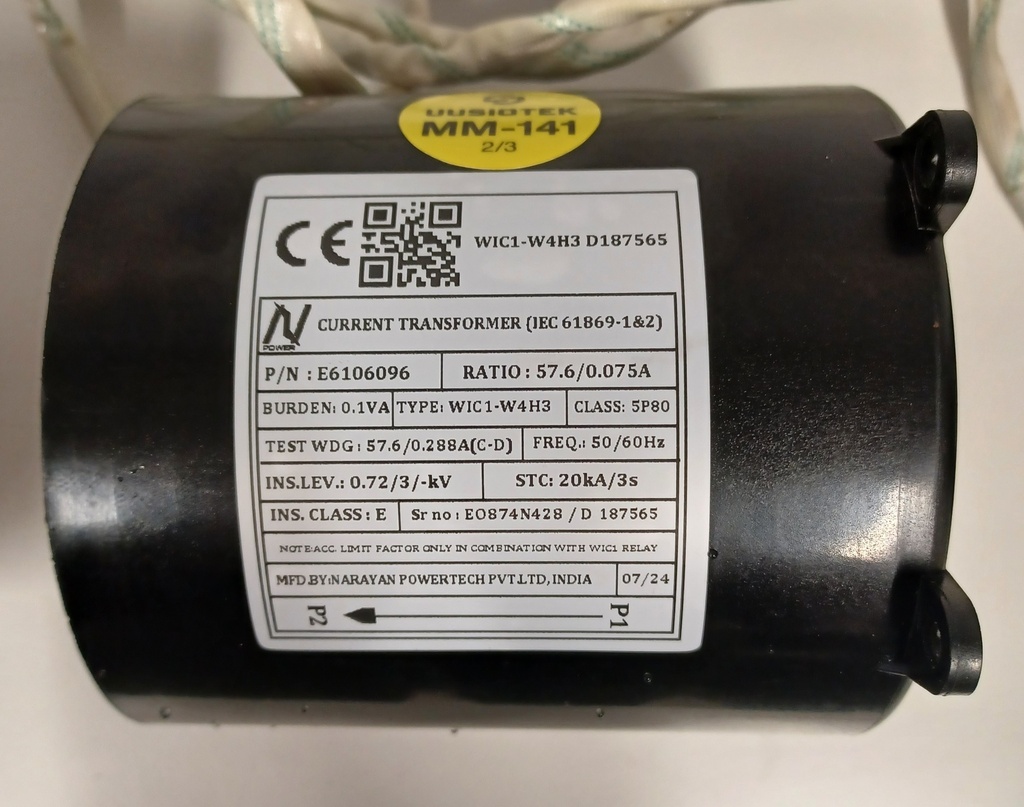 UUSIOTEK
MM-141
2/3
CE
WIC1-W4H3 D187565
N POWER
CURRENT TRANSFORMER (IEC 61869-1&2)
P/N : E6106096
RATIO : 57.6/0.075A
BURDEN: 0.1VA
TYPE: WIC1-W4H3
CLASS: 5P80
TEST WDG: 57.6/0.288A(C-D)
FREQ.: 50/60Hz
INS.LEV.: 0.72/3/-kV
STC: 20kA/3s
INS. CLASS: E
Sr no : EO874N428 / D 187565
NOTE:ACC. LIMIT FACTOR ONLY IN COMBINATION WITH WIC1 RELAY
MFD.BY:NARAYAN POWERTECH PVT.LTD, INDIA
07/24
P2
P1